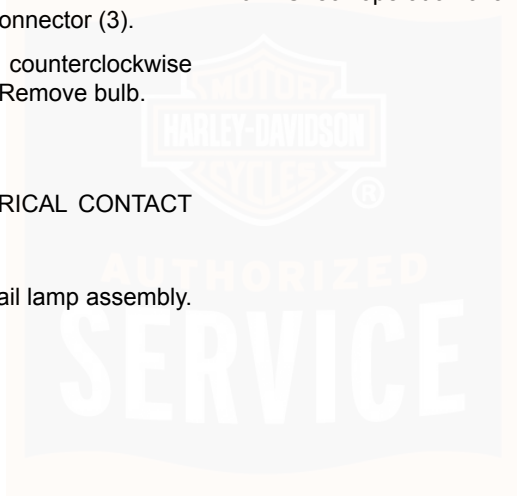 onnector (3).
counterclockwise
Remove bulb.
MOTOR
HARLEY-DAVIDSON
CYCLES
®
RICAL CONTACT
AUTHORIZED
ail lamp assembly.
SERVICE